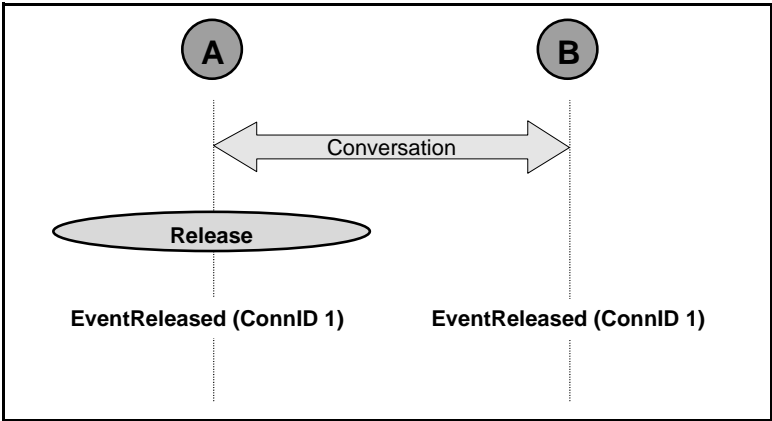 A
B
Conversation
Release
EventReleased (ConnID 1)
EventReleased (ConnID 1)